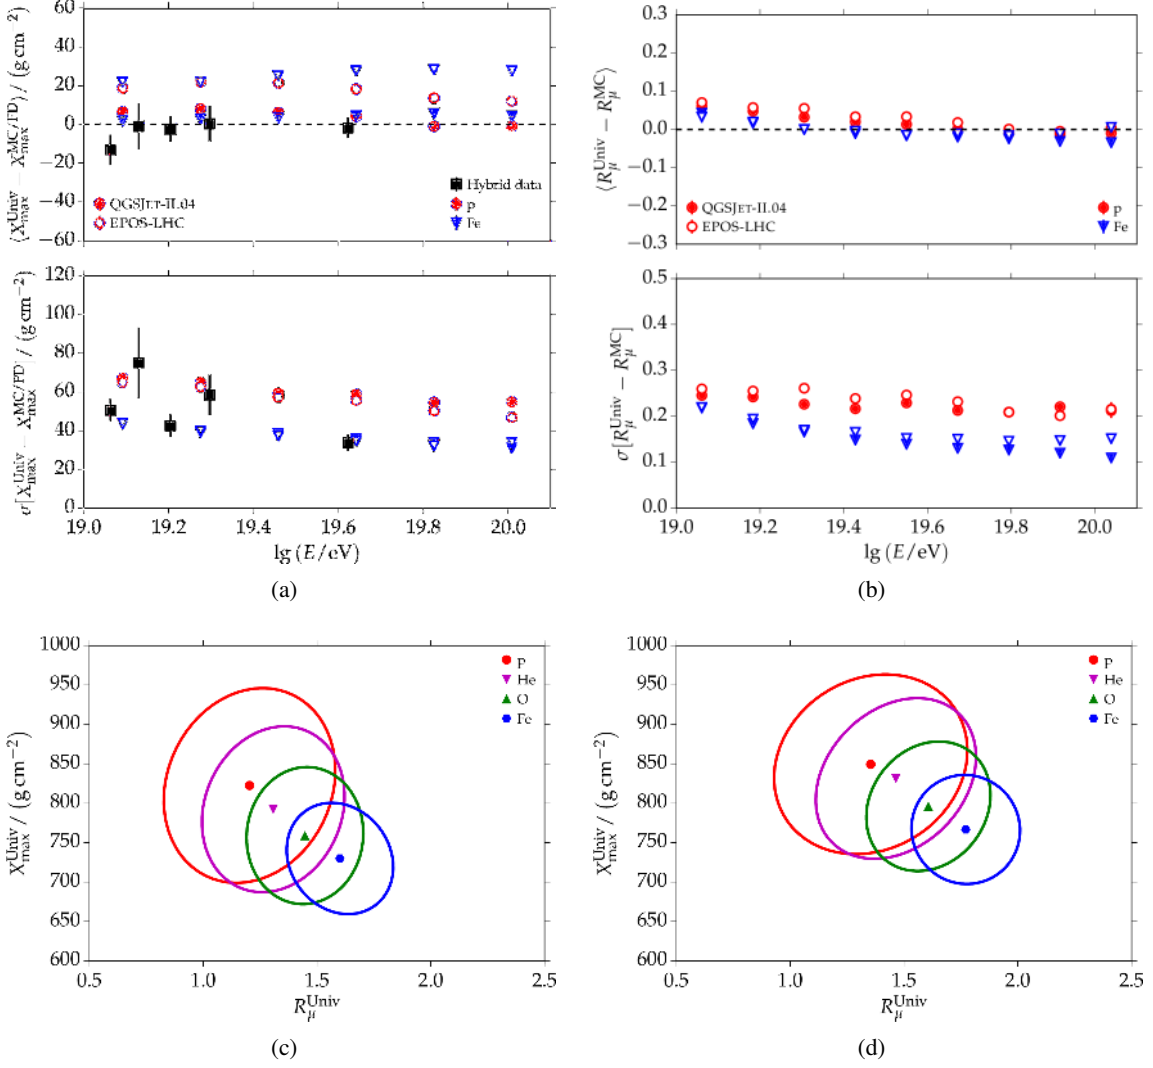 60
40
20
0
−20
−40
−60
⟨X_max^Univ − X_max^MC/FD⟩ / (g cm^−2)
QGSJET-II.04
EPOS-LHC
Hybrid data
p
Fe
120
100
80
60
40
20
0
σ[X_max^Univ − X_max^MC/FD] / (g cm^−2)
19.0 19.2 19.4 19.6 19.8 20.0
lg (E/eV)
(a)
0.3
0.2
0.1
0.0
−0.1
−0.2
−0.3
⟨R_μ^Univ − R_μ^MC⟩
QGSJET-II.04
EPOS-LHC
p
Fe
0.5
0.4
0.3
0.2
0.1
0.0
σ[R_μ^Univ − R_μ^MC]
19.0 19.2 19.4 19.6 19.8 20.0
lg (E/eV)
(b)
1000
950
900
850
800
750
700
650
600
X_max^Univ / (g cm^−2)
p
He
O
Fe
0.5 1.0 1.5 2.0 2.5
R_μ^Univ
(c)
1000
950
900
850
800
750
700
650
600
X_max^Univ / (g cm^−2)
p
He
O
Fe
0.5 1.0 1.5 2.0 2.5
R_μ^Univ
(d)